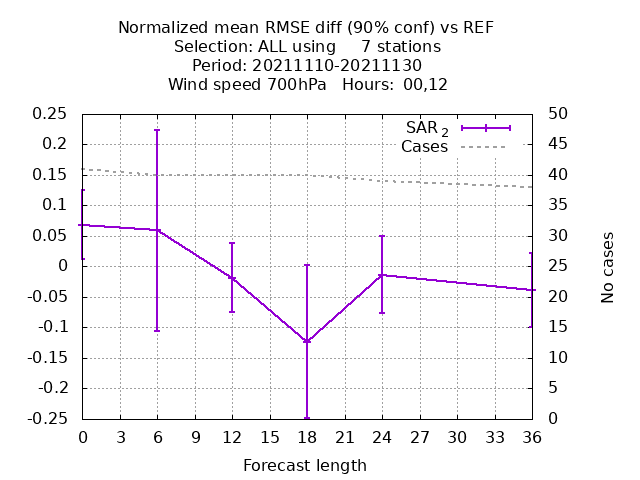 Normalized mean RMSE diff (90% conf) vs REF
Selection: ALL using     7 stations
Period: 20211110-20211130
Wind speed 700hPa   Hours:  00,12
0.25
0.2
0.15
0.1
0.05
0
-0.05
-0.1
-0.15
-0.2
-0.25
SAR 2
Cases
50
45
40
35
30
25
20
15
10
5
0
No cases
0 3 6 9 12 15 18 21 24 27 30 33 36
Forecast length